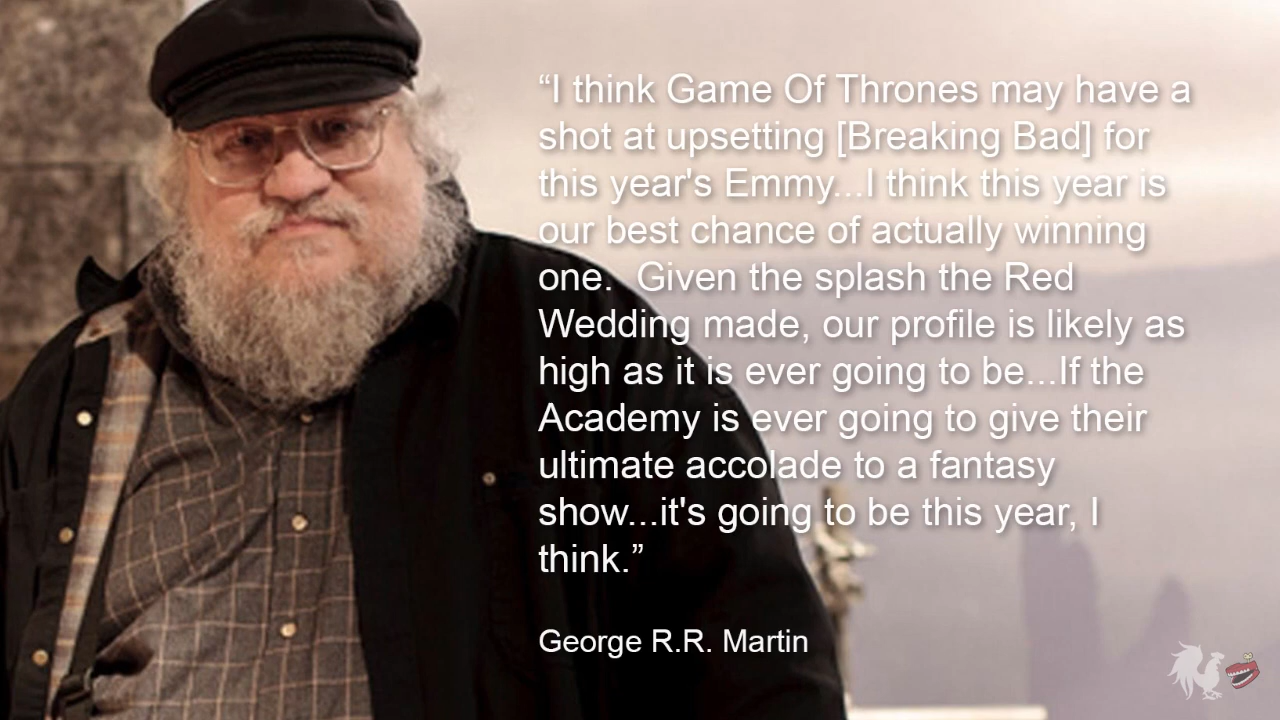 “I think Game Of Thrones may have a
shot at upsetting [Breaking Bad] for
this year's Emmy...I think this year is
our best chance of actually winning
one.  Given the splash the Red
Wedding made, our profile is likely as
high as it is ever going to be...If the
Academy is ever going to give their
ultimate accolade to a fantasy
show...it's going to be this year, I
think.”
George R.R. Martin